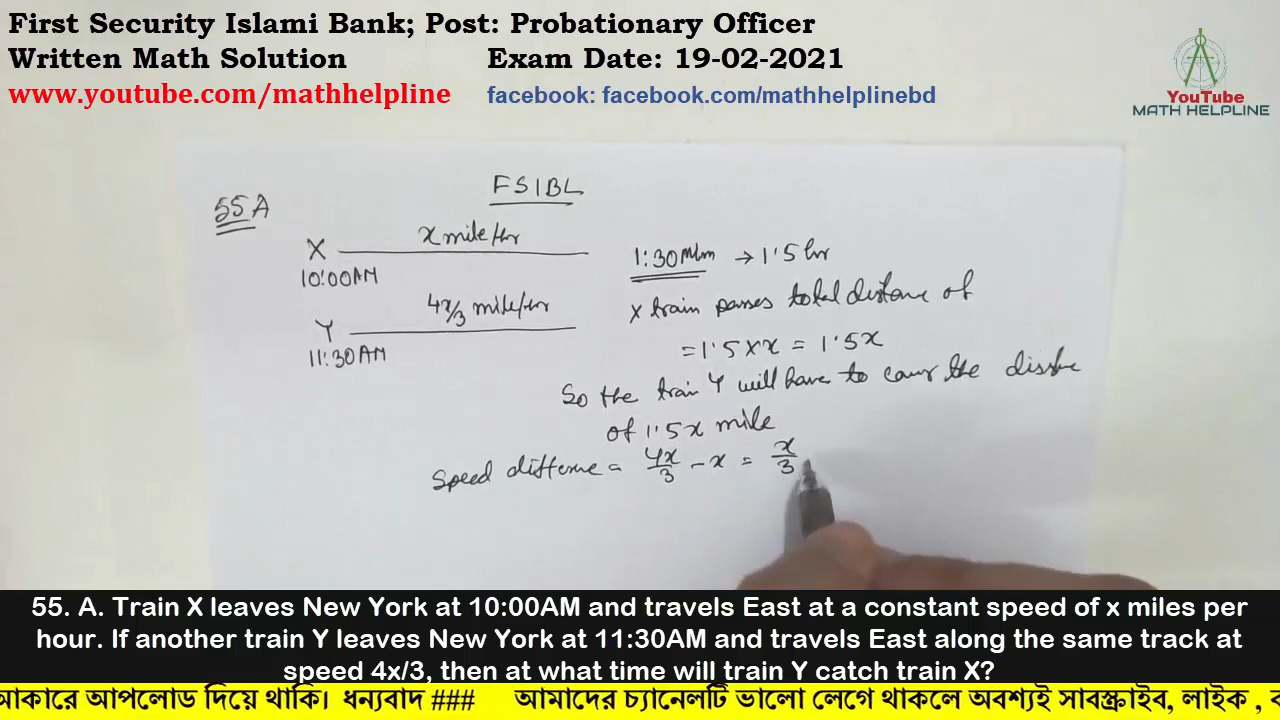 First Security Islami Bank; Post: Probationary Officer
Written Math Solution Exam Date: 19-02-2021
www.youtube.com/mathhelpline facebook: facebook.com/mathhelplinebd
YouTube
MATH HELPLINE
FSIBL
55A
X x mile/hr
10:00AM
Y 4x/3 mile/hr
11:30AM
1:30 → 1.5 hr
x train passes total distance of
= 1.5 × x = 1.5x
So the train Y will have to the
of 1.5x mile
Speed = 4x/3 - x = x/3
55. A. Train X leaves New York at 10:00AM and travels East at a constant speed of x miles per
hour. If another train Y leaves New York at 11:30AM and travels East along the same track at
speed 4x/3, then at what time will train Y catch train X?
আকারে আপলোড দিয়ে থাকি। ধন্যবাদ ### আমাদের চ্যানেলটি ভালো লেগে থাকলে অবশ্যই সাবস্ক্রাইব, লাইক ,